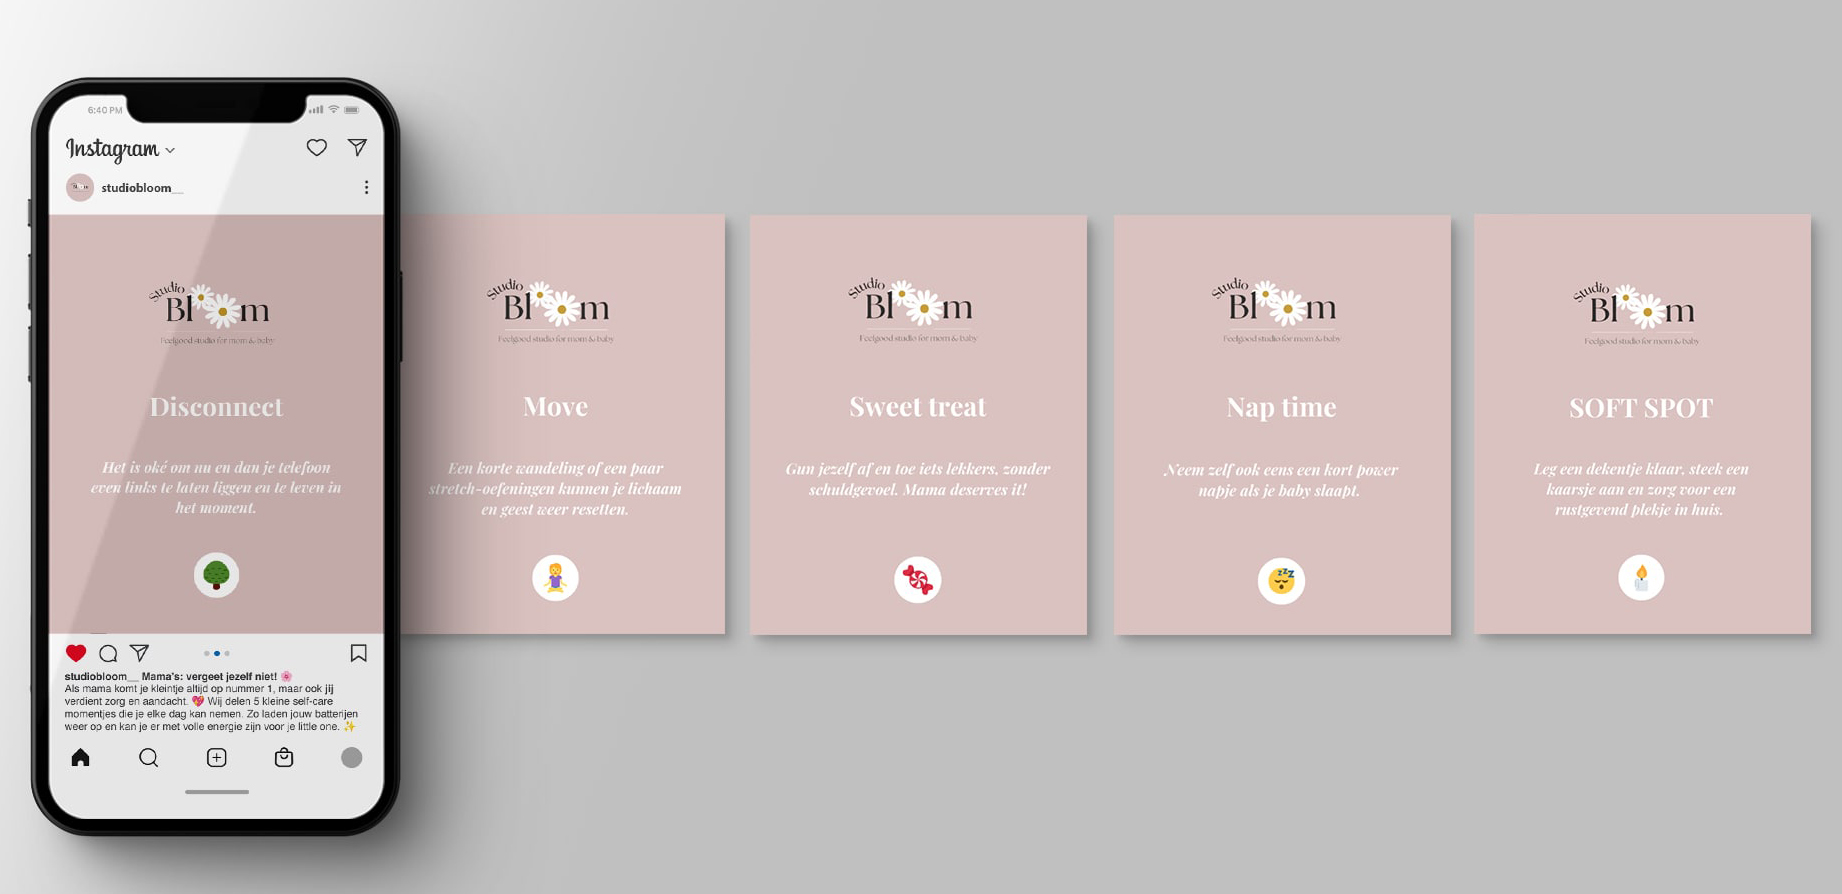 6:40 PM
Instagram
studiobloom__
Studio
Bloom
Feelgood studio for mom & baby
Disconnect
Het is oké om nu en dan je telefoon
even links te laten liggen en te leven in
het moment.
studiobloom__ Mama's: vergeet jezelf niet! 🌸
Als mama komt je kleintje altijd op nummer 1, maar ook jij
verdient zorg en aandacht. 💖 Wij delen 5 kleine self-care
momentjes die je elke dag kan nemen. Zo laden jouw batterijen
weer op en kan je er met volle energie zijn voor je little one. ✨
Studio
Bloom
Feelgood studio for mom & baby
Move
Een korte wandeling of een paar
stretch-oefeningen kunnen je lichaam
en geest weer resetten.
Studio
Bloom
Feelgood studio for mom & baby
Sweet treat
Gun jezelf af en toe iets lekkers, zonder
schuldgevoel. Mama deserves it!
Studio
Bloom
Feelgood studio for mom & baby
Nap time
Neem zelf ook eens een kort power
napje als je baby slaapt.
Studio
Bloom
Feelgood studio for mom & baby
SOFT SPOT
Leg een dekentje klaar, steek een
kaarsje aan en zorg voor een
rustgevend plekje in huis.